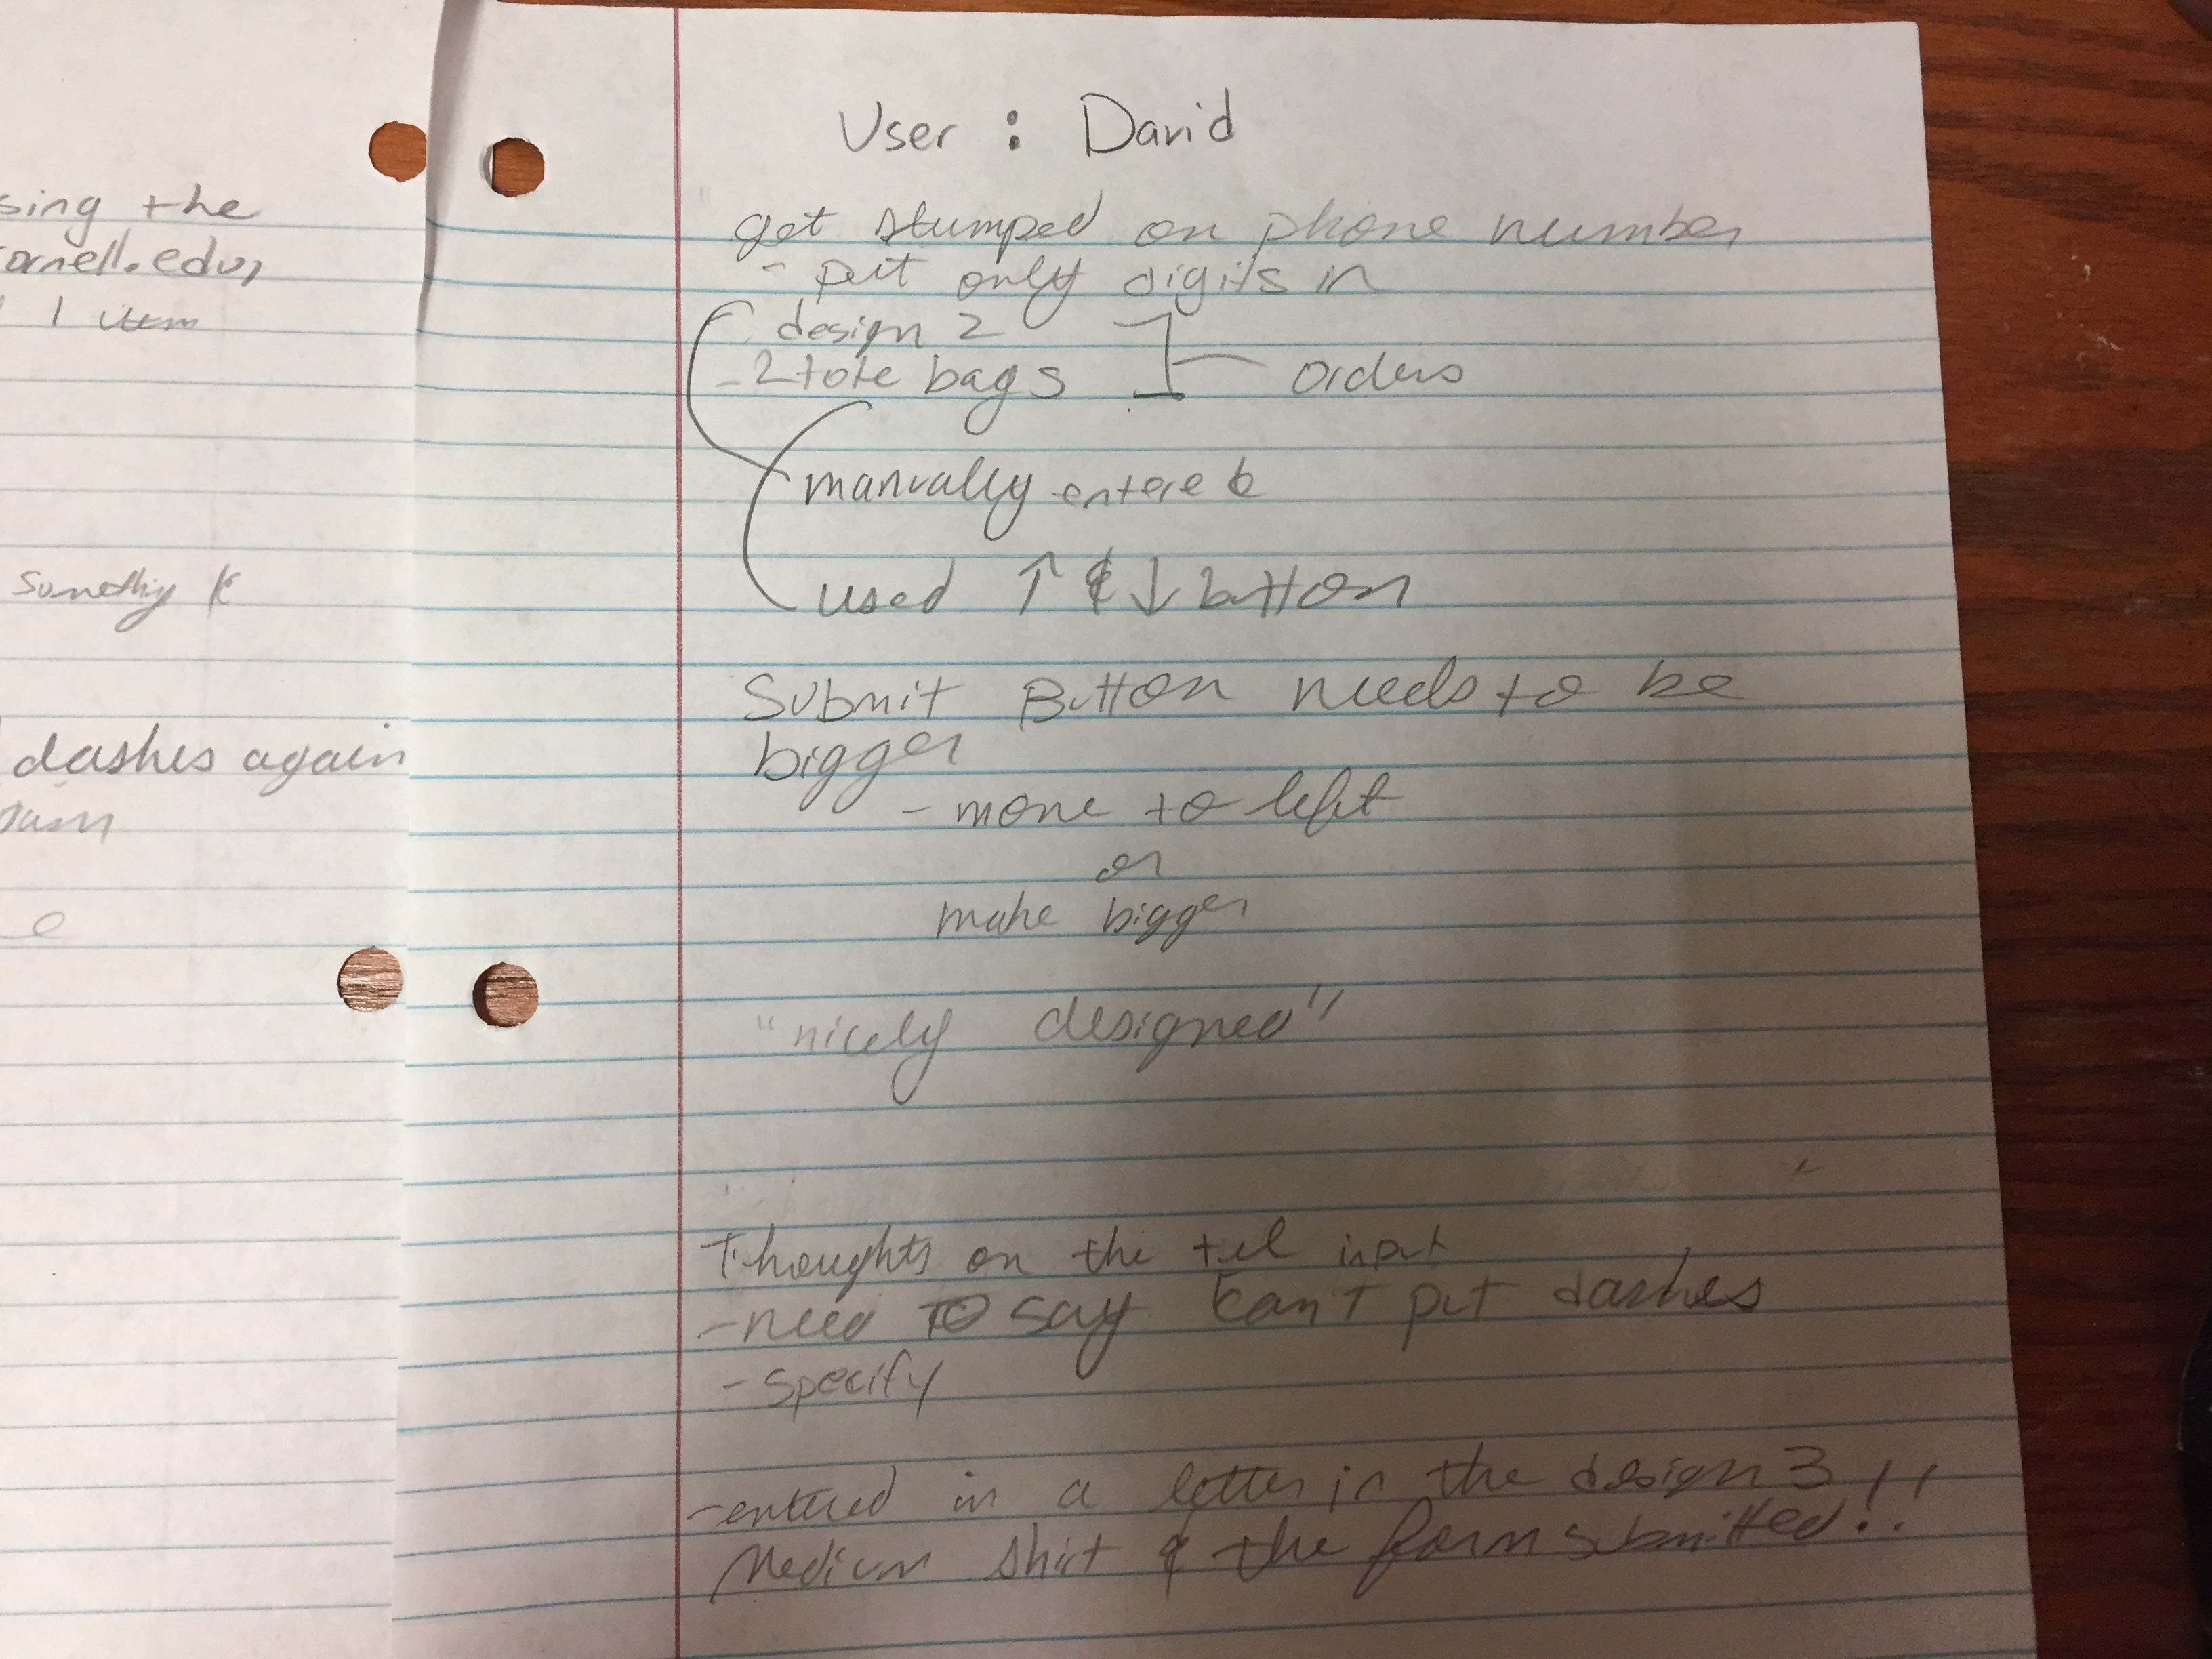 sing the
ornell.edu,
1 item
dashes again
User : David
get stumped on phone number
- put only digits in
design 2
- 2 tote bags
orders
manually entered
used ↑ & ↓ button
Submit Button needs to be
bigger
- move to left
or
make bigger
"nicely designed"
Thoughts on the tel input
- need to say can't put dashes
- specify
- entered in a letter in the design 3
Medium shirt & the form submitted!!